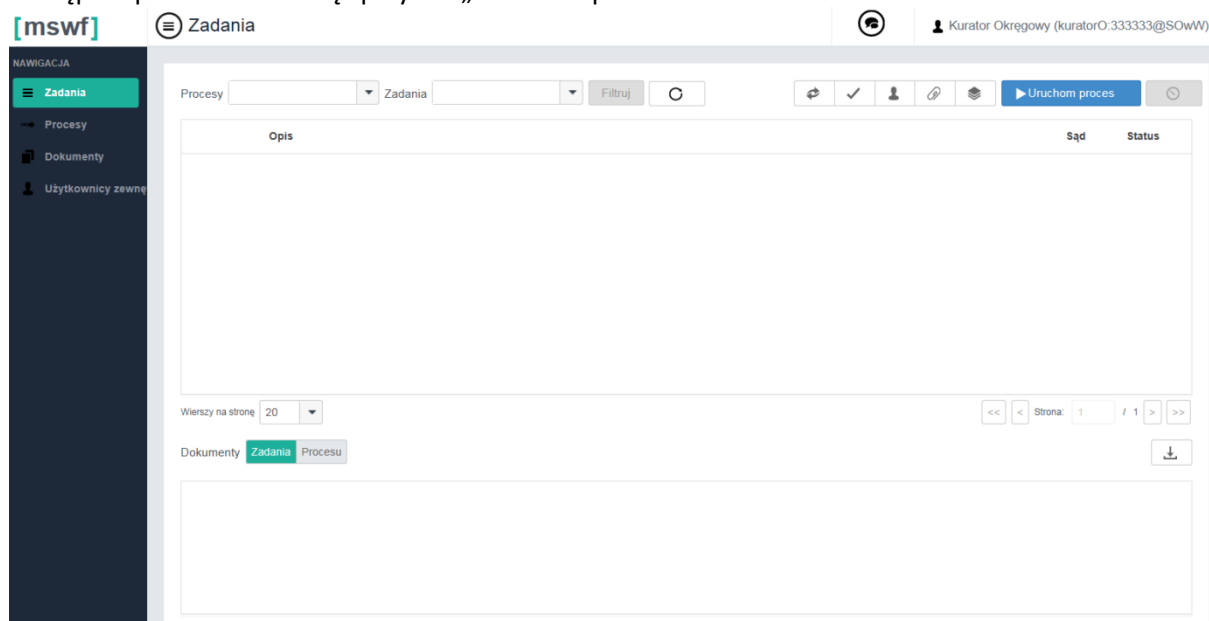 [mswf]
Zadania
Kurator Okręgowy (kuratorO:333333@SOwW)
NAWIGACJA
Zadania
Procesy
Dokumenty
Użytkownicy zewnę
Procesy Zadania Filtruj Uruchom proces
Opis Sąd Status
Wierszy na stronę 20 << < Strona: 1 / 1 > >>
Dokumenty Zadania Procesu